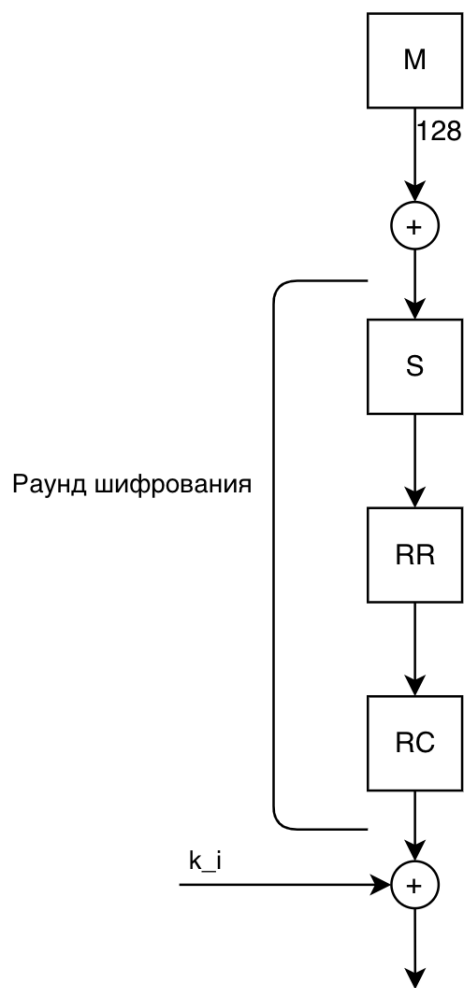 M
128
+
S
Раунд шифрования
RR
RC
k_i
+